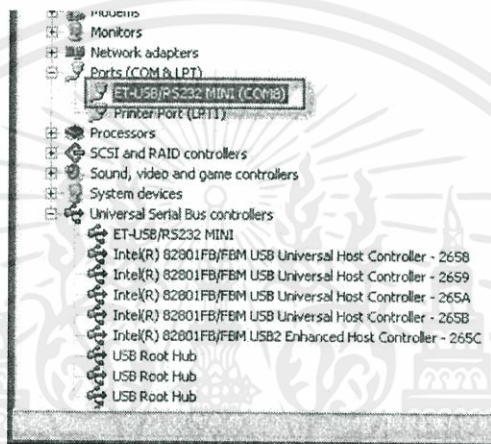 Modems
Monitors
Network adapters
Ports (COM & LPT)
ET-USB/RS232 MINI (COM8)
Printer Port (LPT1)
Processors
SCSI and RAID controllers
Sound, video and game controllers
System devices
Universal Serial Bus controllers
ET-USB/RS232 MINI
Intel(R) 82801FB/FBM USB Universal Host Controller - 2658
Intel(R) 82801FB/FBM USB Universal Host Controller - 2659
Intel(R) 82801FB/FBM USB Universal Host Controller - 265A
Intel(R) 82801FB/FBM USB Universal Host Controller - 265B
Intel(R) 82801FB/FBM USB2 Enhanced Host Controller - 265C
USB Root Hub
USB Root Hub
USB Root Hub